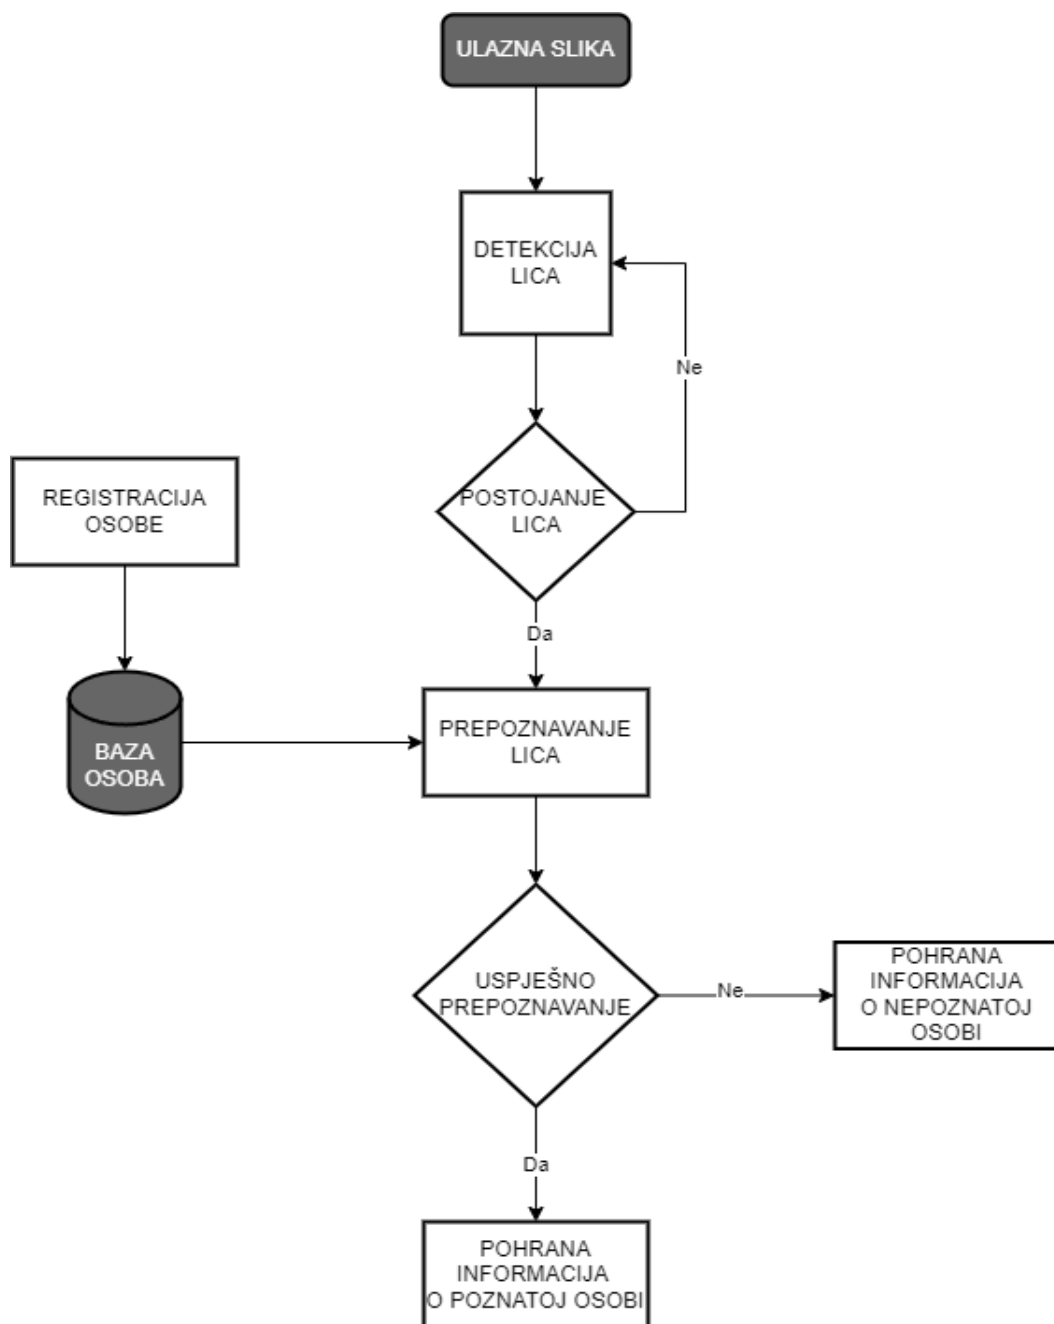 ULAZNA SLIKA
DETEKCIJA
LICA
Ne
POSTOJANJE
LICA
REGISTRACIJA
OSOBE
Da
PREPOZNAVANJE
LICA
BAZA
OSOBA
USPJEŠNO
PREPOZNAVANJE
Ne
POHRANA
INFORMACIJA
O NEPOZNATOJ
OSOBI
Da
POHRANA
INFORMACIJA
O POZNATOJ OSOBI